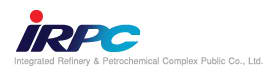 IRPC
Integrated Refinery & Petrochemical Complex Public Co., Ltd.